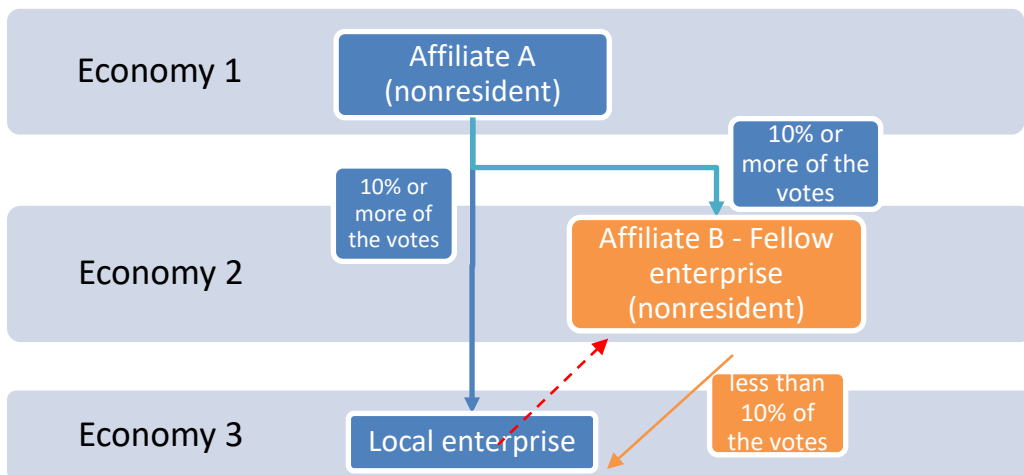 Economy 1
Affiliate A
(nonresident)
10% or
more of the
votes
10% or
more of
the votes
Economy 2
Affiliate B - Fellow
enterprise
(nonresident)
Economy 3
Local enterprise
less than
10% of
the votes